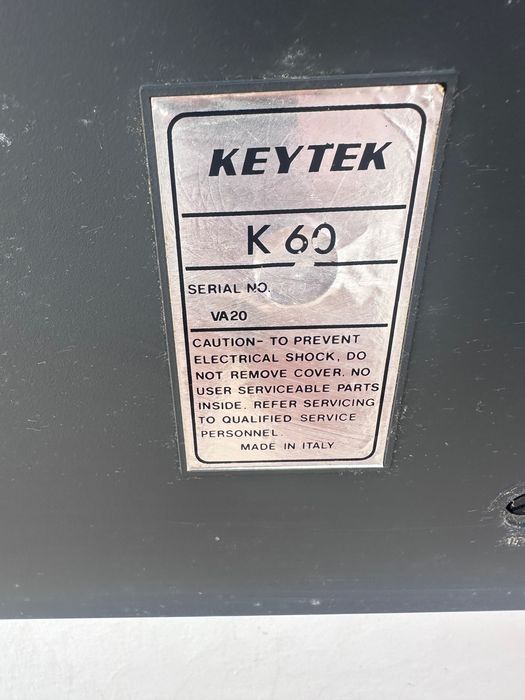 KEYTEK
K 60
SERIAL NO.
VA20
CAUTION- TO PREVENT
ELECTRICAL SHOCK, DO
NOT REMOVE COVER. NO
USER SERVICEABLE PARTS
INSIDE. REFER SERVICING
TO QUALIFIED SERVICE
PERSONNEL.
MADE IN ITALY